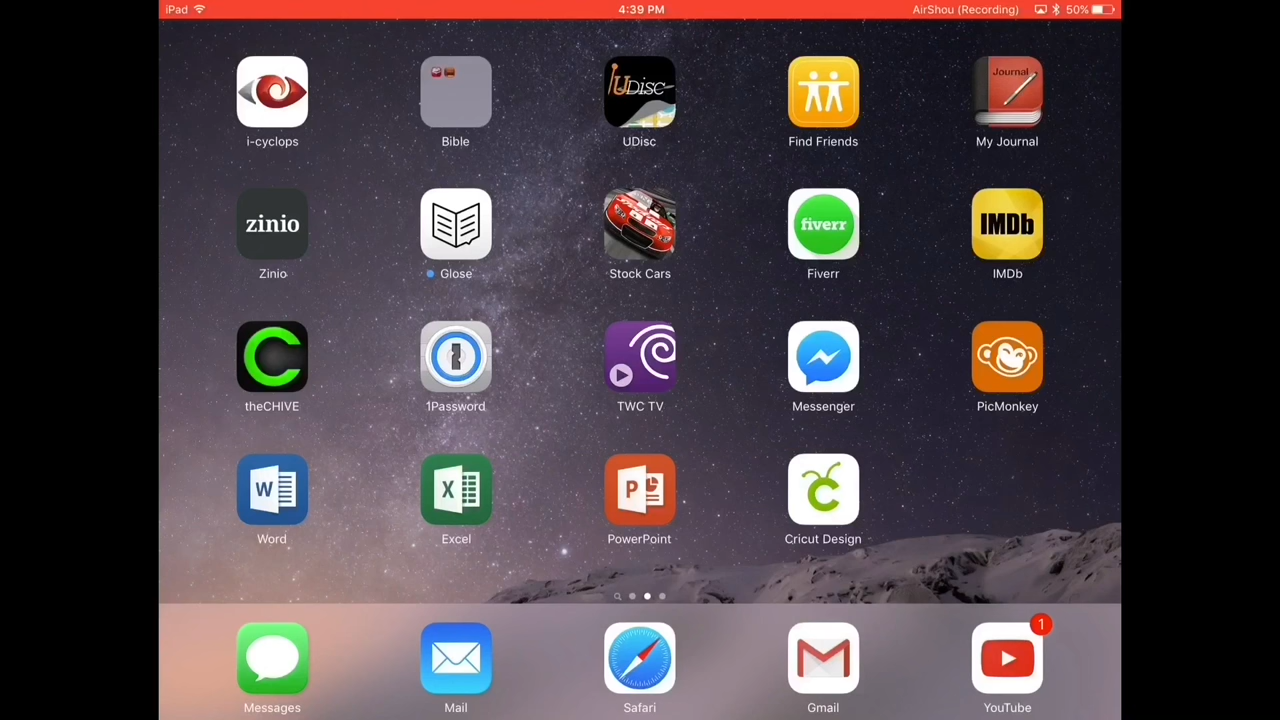 iPad 4:39 PM AirShou (Recording) 50%
Journal
UDisc
i-cyclops Bible UDisc Find Friends My Journal
zinio fiverr IMDb
Zinio Glose Stock Cars Fiverr IMDb
theCHIVE 1Password TWC TV Messenger PicMonkey
W X P
Word Excel PowerPoint Cricut Design
1
Messages Mail Safari Gmail YouTube